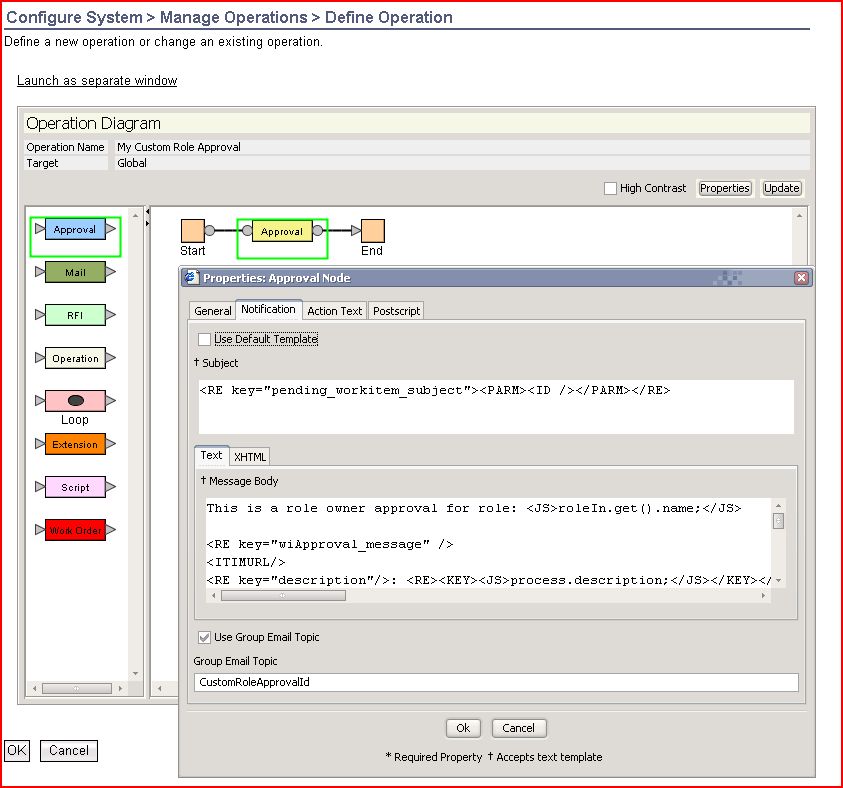 Configure System > Manage Operations > Define Operation
Define a new operation or change an existing operation.
Launch as separate window
Operation Diagram
Operation Name My Custom Role Approval
Target Global
High Contrast Properties Update
Approval
Mail
RFI
Operation
Loop
Extension
Script
Work Order
Approval
Start End
Properties: Approval Node
General Notification Action Text Postscript
Use Default Template
† Subject
<RE key="pending_workitem_subject"><PARM><ID /></PARM></RE>
Text XHTML
† Message Body
This is a role owner approval for role: <JS>roleIn.get().name;</JS>
<RE key="wiApproval_message" />
<ITIMURL/>
<RE key="description"/>: <RE><KEY><JS>process.description;</JS></KEY></
Use Group Email Topic
Group Email Topic
CustomRoleApprovalId
Ok Cancel
* Required Property † Accepts text template
OK Cancel